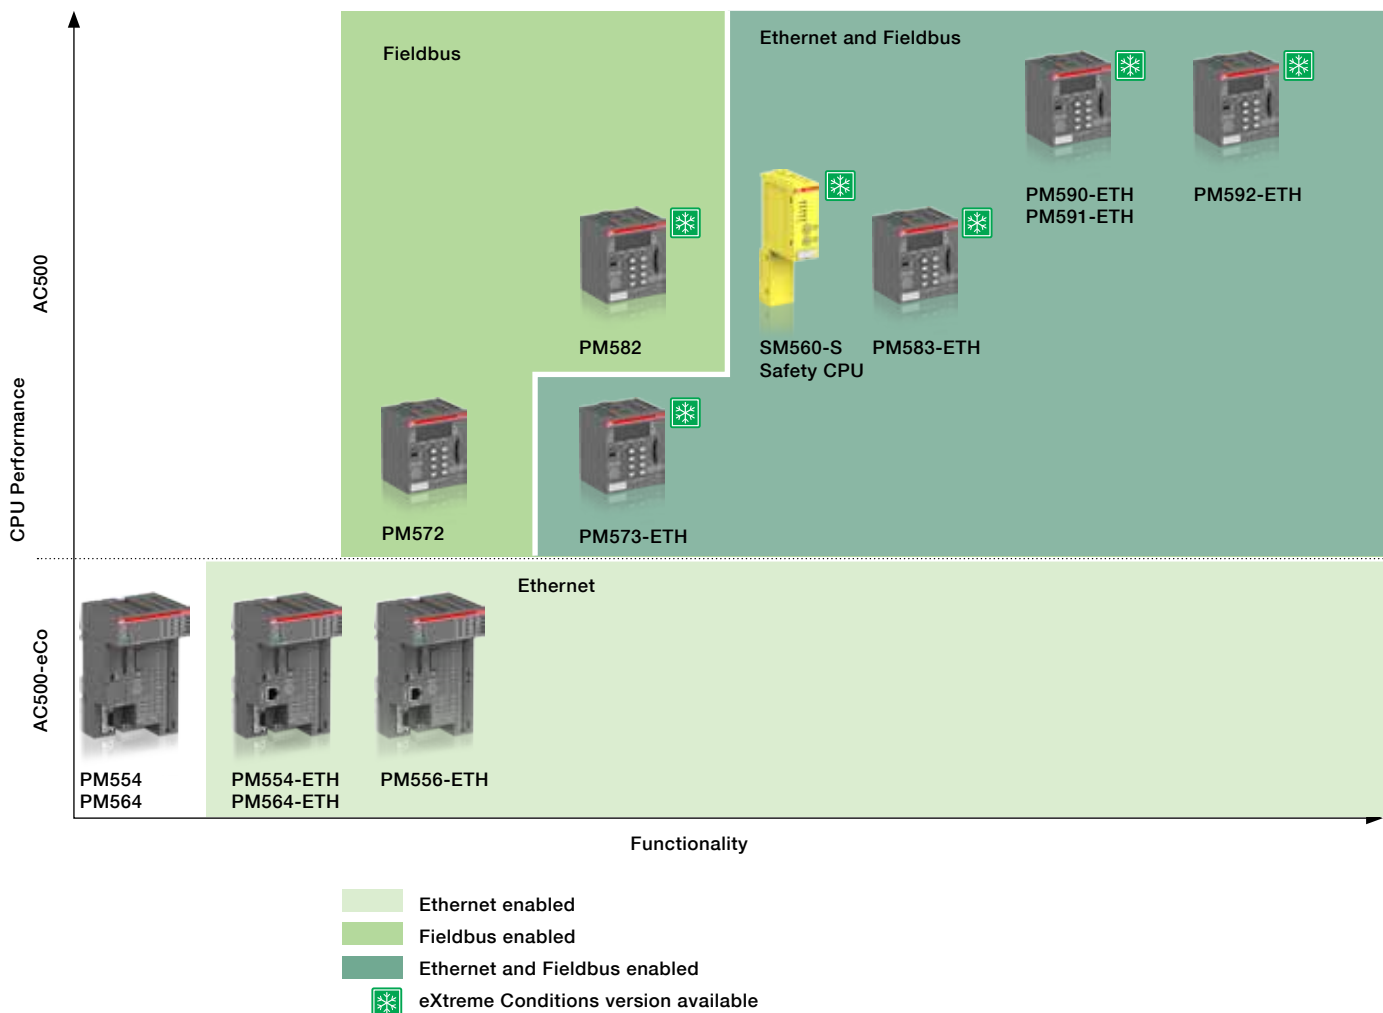 Fieldbus
Ethernet and Fieldbus
PM590-ETH
PM591-ETH
PM592-ETH
PM582
SM560-S
Safety CPU
PM583-ETH
PM572
PM573-ETH
CPU Performance
AC500
AC500-eCo
Ethernet
PM554
PM564
PM554-ETH
PM564-ETH
PM556-ETH
Functionality
Ethernet enabled
Fieldbus enabled
Ethernet and Fieldbus enabled
eXtreme Conditions version available